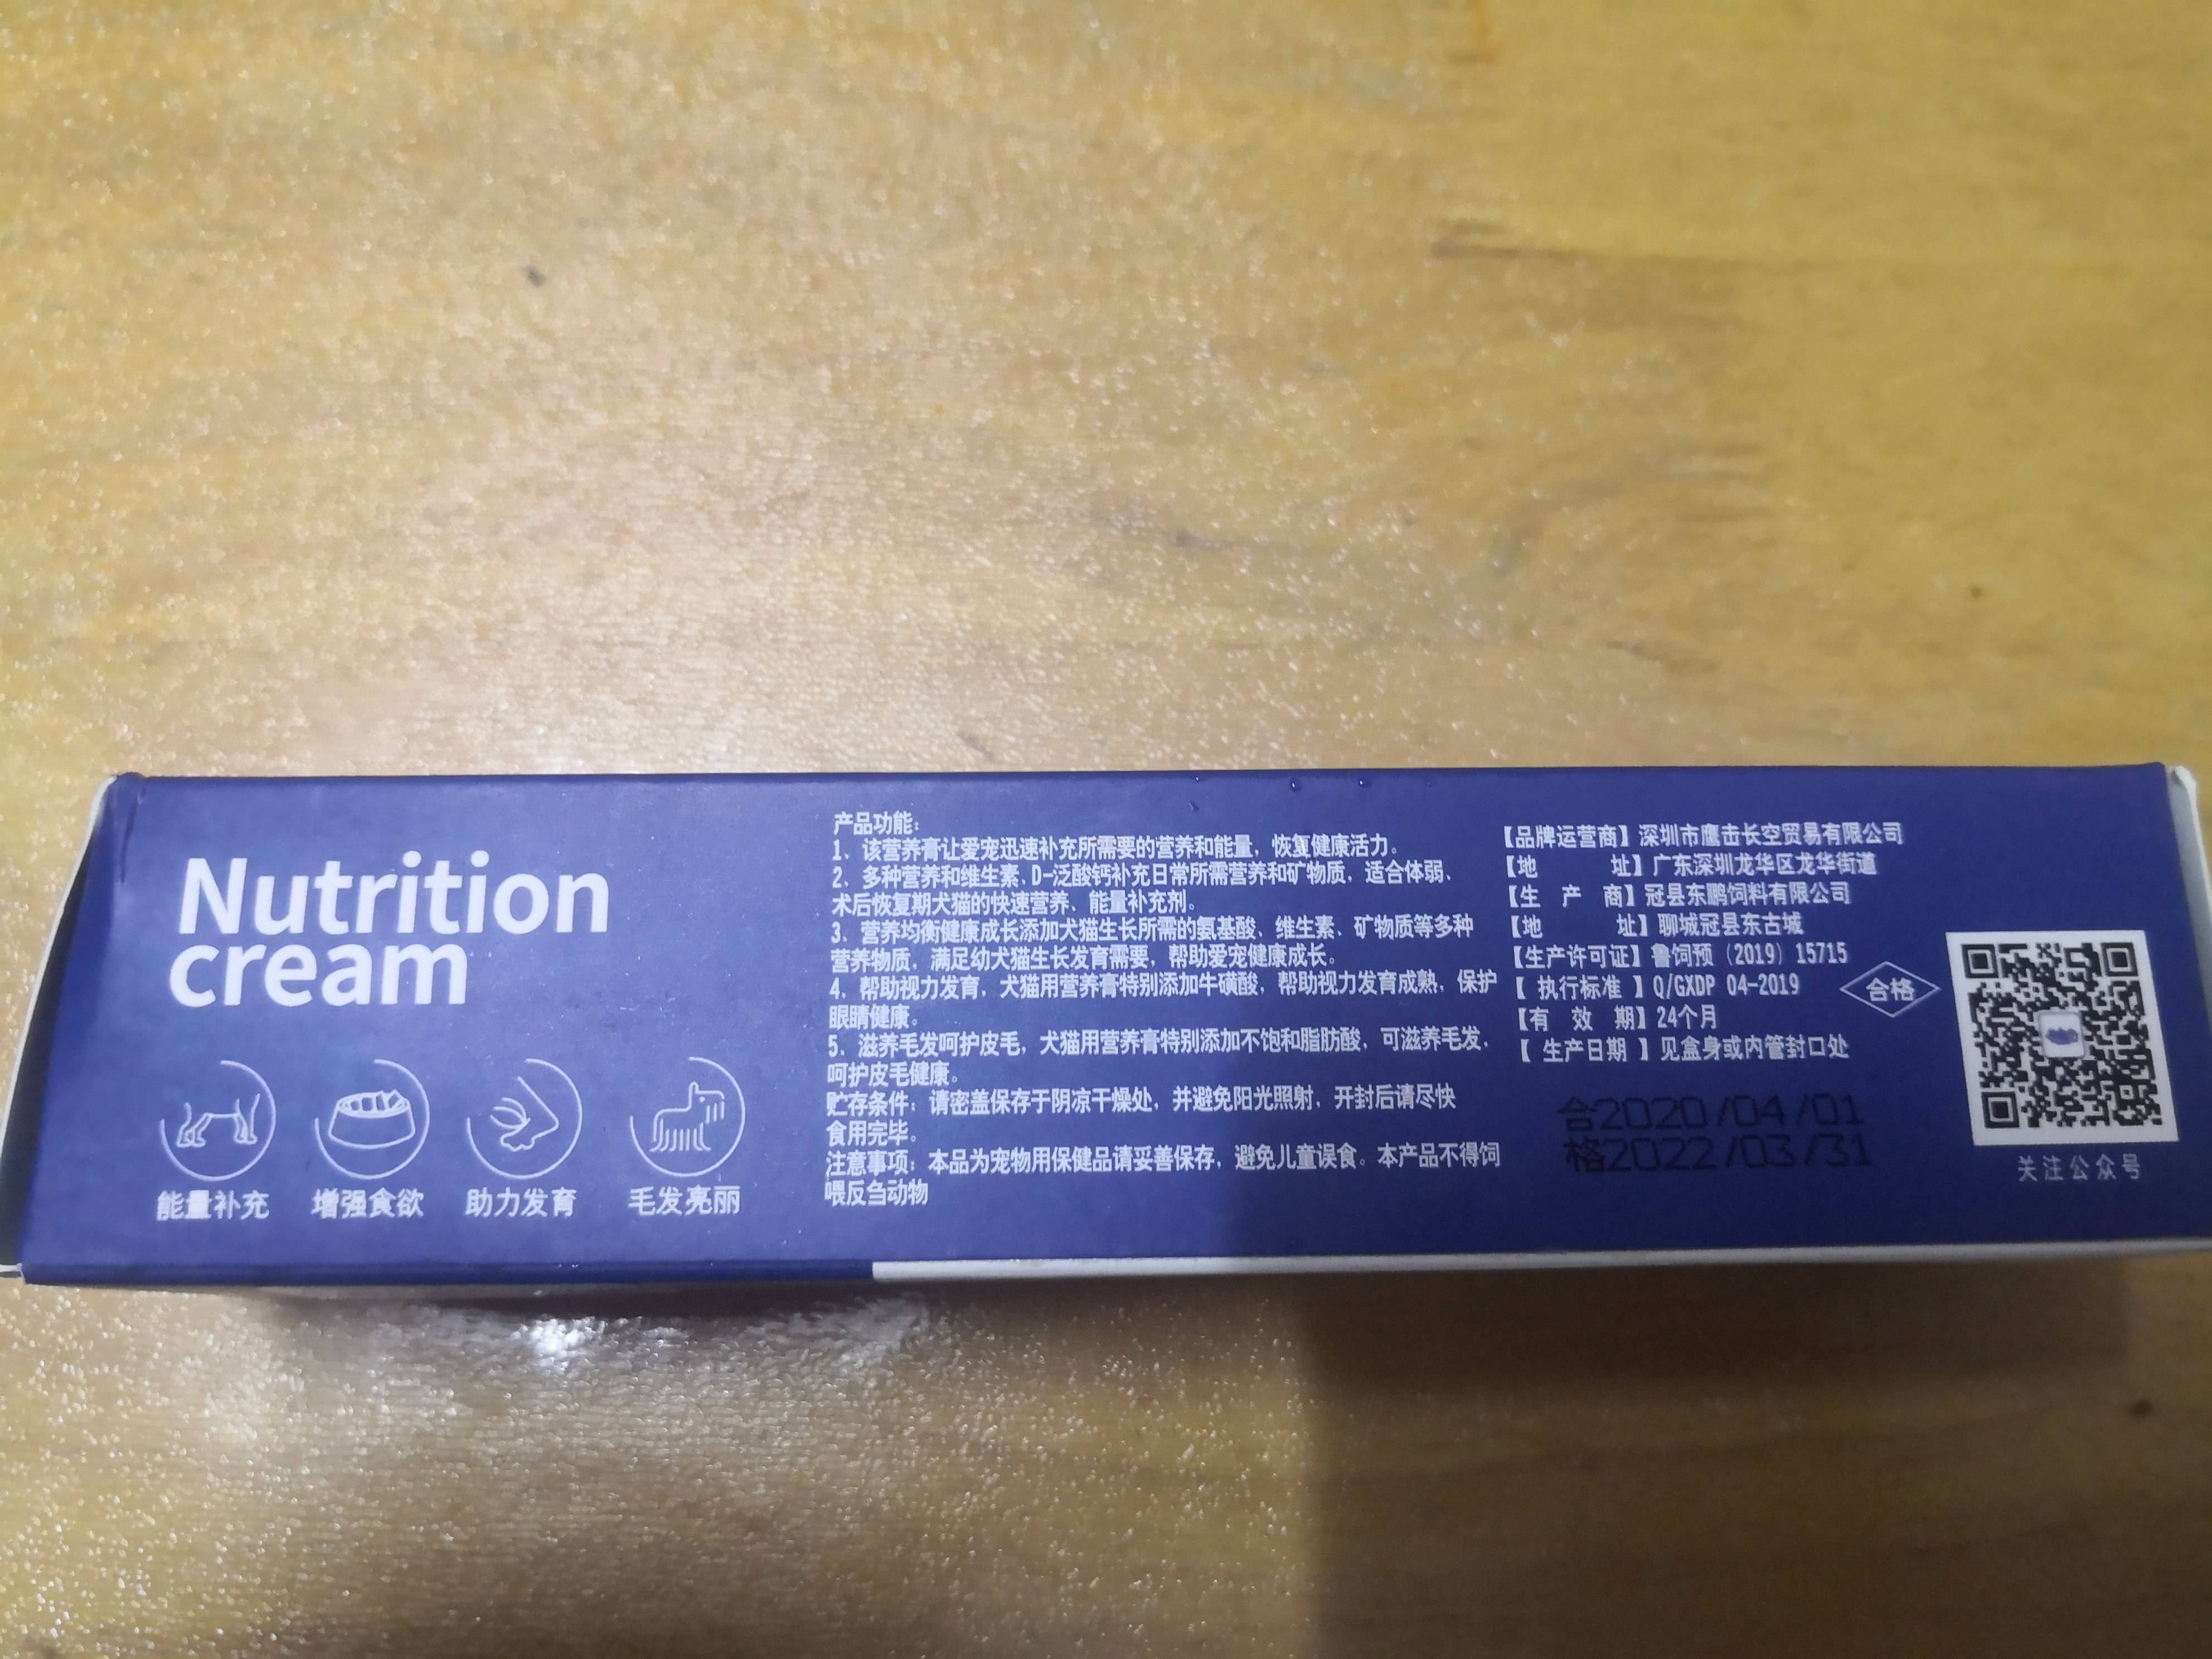 Nutrition
cream
能量补充
增强食欲
助力发育
毛发亮丽
产品功能：
1、该营养膏让爱宠迅速补充所需要的营养和能量，恢复健康活力。
2、多种营养和维生素、D-泛酸钙补充日常所需营养和矿物质，适合体弱、
术后恢复期犬猫的快速营养、能量补充剂。
3、营养均衡健康成长添加犬猫生长所需的氨基酸、维生素、矿物质等多种
营养物质，满足幼犬猫生长发育需要，帮助爱宠健康成长。
4、帮助视力发育，犬猫用营养膏特别添加牛磺酸，帮助视力发育成熟，保护
眼睛健康。
5、滋养毛发呵护皮毛，犬猫用营养膏特别添加不饱和脂肪酸，可滋养毛发，
呵护皮毛健康。
贮存条件：请密盖保存于阴凉干燥处，并避免阳光照射，开封后请尽快
食用完毕。
注意事项：本品为宠物用保健品请妥善保存，避免儿童误食。本产品不得饲
喂反刍动物
【品牌运营商】深圳市鹰击长空贸易有限公司
【地 址】广东深圳龙华区龙华街道
【生 产 商】冠县东鹏饲料有限公司
【地 址】聊城冠县东古城
【生产许可证】鲁饲预（2019）15715
【执行标准】Q/GXDP 04-2019
【有 效 期】24个月
【生产日期】见盒身或内管封口处
合格
合2020/04/01
格2022/03/31
关注公众号